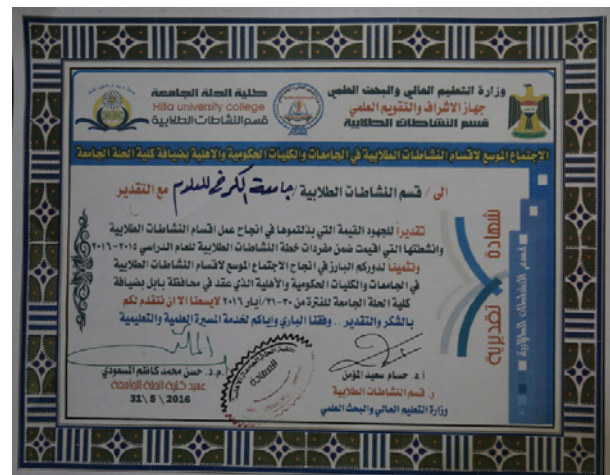 وزارة التعليم العالي والبحث العلمي
جهاز الاشراف والتقويم العلمي
قسم النشاطات الطلابية
كلية الحلة الجامعة
Hilla university college
قسم النشاطات الطلابية
الاجتماع الموسع لاقسام النشاطات الطلابية في الجامعات والكليات الحكومية والاهلية بضيافة كلية الحلة الجامعة
الى / قسم النشاطات الطلابية / جامعة الكرخ للعلوم مع التقدير
تقديراً للجهود القيمة التي بذلتموها في انجاح عمل اقسام النشاطات الطلابية
وانشطتها التي اقيمت ضمن مفردات خطة النشاطات الطلابية للعام الدراسي ٢٠١٥-٢٠١٦
وتثمينا لدوركم البارز في انجاح الاجتماع الموسع لاقسام النشاطات الطلابية
في الجامعات والكليات الحكومية والأهلية الذي عقد في محافظة بابل بضيافة
كلية الحلة الجامعة للفترة من ٣٠-٣١/أيار/٢٠١٦ لايسعنا الا ان نتقدم لكم
بالشكر والتقدير .. وفقنا الباري وإياكم لخدمة المسيرة العلمية والتعليمية
شهادة تقديرية
قسم النشاطات الطلابية
أ.د. حسام سعيد المؤمن
ر. قسم النشاطات الطلابية
وزارة التعليم العالي والبحث العلمي
أ.م.د. حسن محمد كاظم المسعودي
عميد كلية الحلة الجامعة
31\ 5 \ 2016